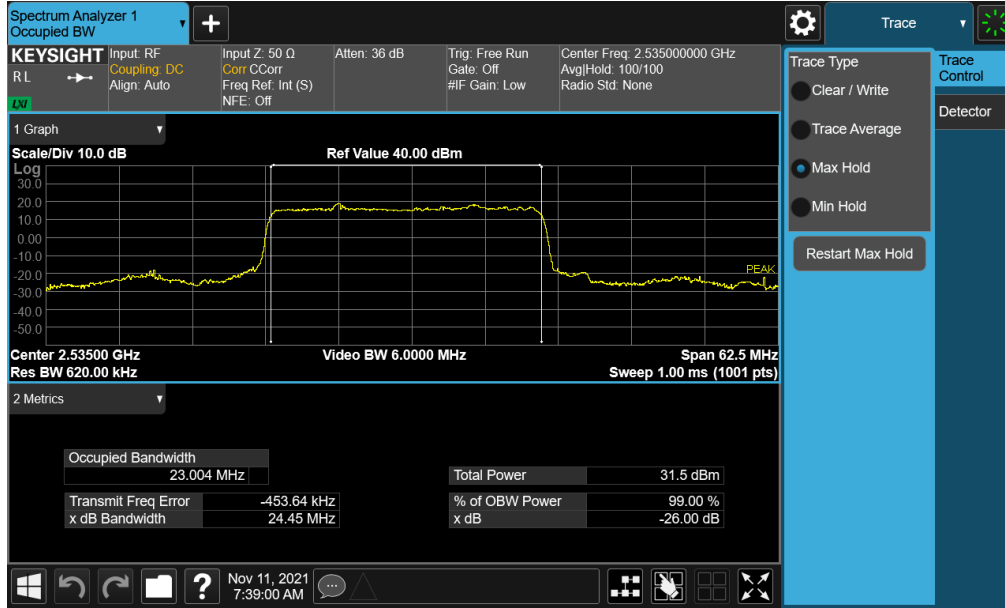 Spectrum Analyzer 1
Occupied BW
▼
+
Trace
▼
KEYSIGHT
R L
LXI
Input: RF
Coupling: DC
Align: Auto
Input Z: 50 Ω
Corr CCorr
Freq Ref: Int (S)
NFE: Off
Atten: 36 dB
Trig: Free Run
Gate: Off
#IF Gain: Low
Center Freq: 2.535000000 GHz
Avg|Hold: 100/100
Radio Std: None
Trace Type
Clear / Write
Trace Average
Max Hold
Min Hold
Restart Max Hold
Trace
Control
Detector
1 Graph
▼
Scale/Div 10.0 dB
Ref Value 40.00 dBm
Log
30.0
20.0
10.0
0.00
-10.0
-20.0
-30.0
-40.0
-50.0
PEAK
Center 2.53500 GHz
Video BW 6.0000 MHz
Span 62.5 MHz
Res BW 620.00 kHz
Sweep 1.00 ms (1001 pts)
2 Metrics
▼
Occupied Bandwidth
23.004 MHz
Total Power
31.5 dBm
Transmit Freq Error
-453.64 kHz
% of OBW Power
99.00 %
x dB Bandwidth
24.45 MHz
x dB
-26.00 dB
?
Nov 11, 2021
7:39:00 AM